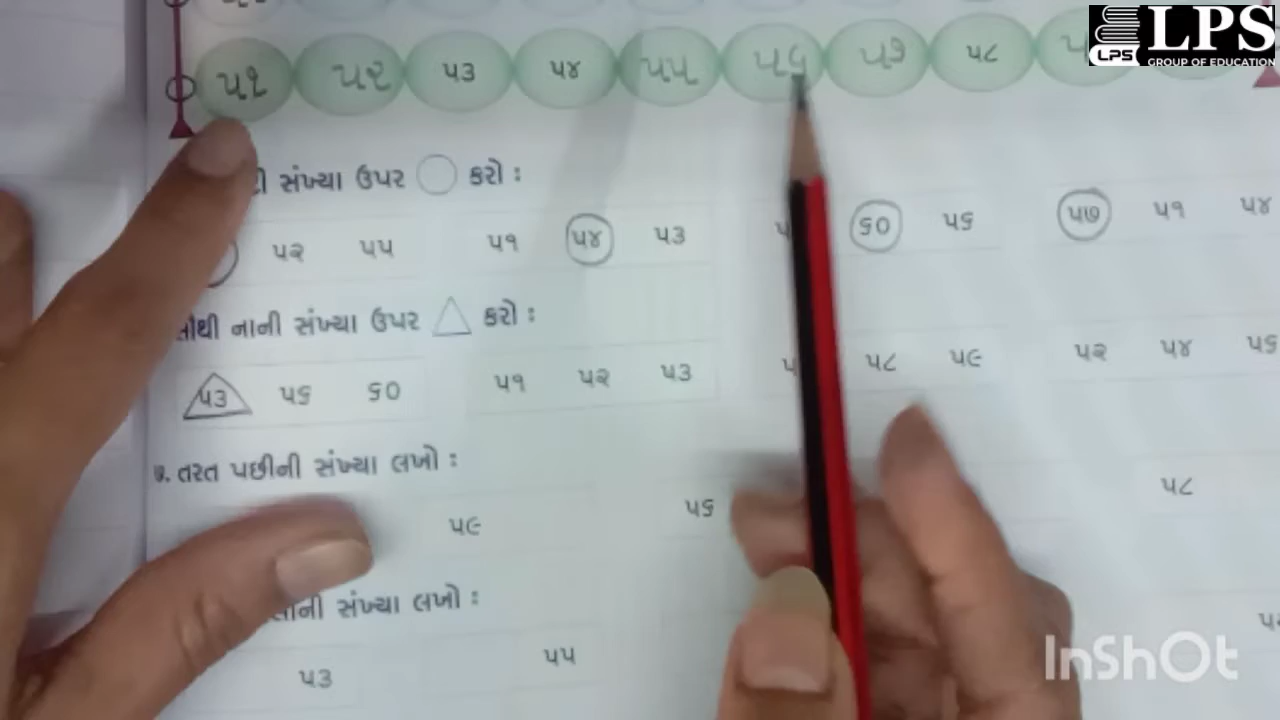 LPS
LPS
GROUP OF EDUCATION
૫૧ ૫૨ ૫૩ ૫૪ ૫૫ ૫૬ ૫૭ ૫૮
સંખ્યા ઉપર કરો :
૫૨ ૫૫ ૫૧ ૫૪ ૫૩ ૬૦ ૫૬ ૫૭ ૫૧ ૫૪
સૌથી નાની સંખ્યા ઉપર કરો :
૫૩ ૫૬ ૬૦ ૫૧ ૫૨ ૫૩ ૫૮ ૫૯ ૫૨ ૫૪ ૫૬
૭. તરત પછીની સંખ્યા લખો :
૫૯ ૫૬ ૫૮
સંખ્યા લખો :
૫૩ ૫૫
InShOt